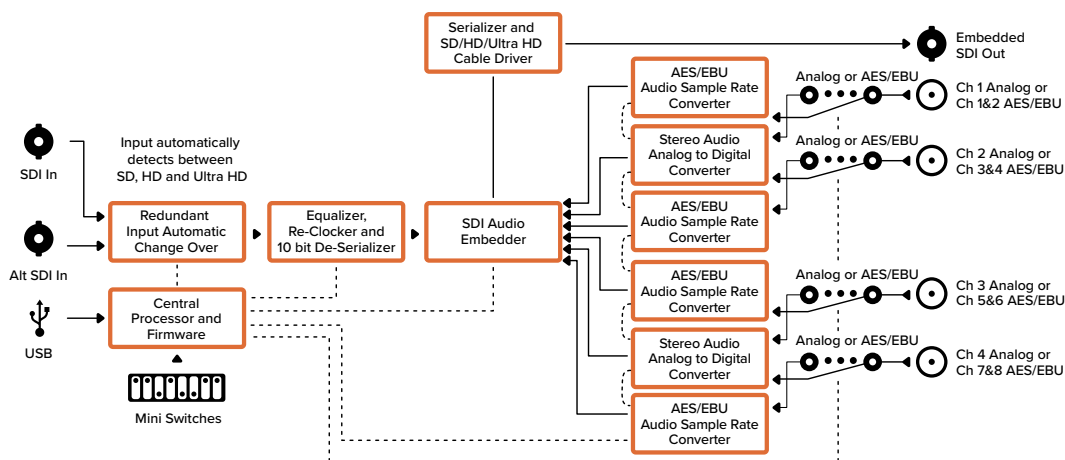 Serializer and
SD/HD/Ultra HD
Cable Driver
Embedded
SDI Out
AES/EBU
Audio Sample Rate
Converter
Analog or AES/EBU
Ch 1 Analog or
Ch 1&2 AES/EBU
SDI In
Input automatically
detects between
SD, HD and Ultra HD
Stereo Audio
Analog to Digital
Converter
Analog or AES/EBU
Ch 2 Analog or
Ch 3&4 AES/EBU
Alt SDI In
Redundant
Input Automatic
Change Over
Equalizer,
Re-Clocker and
10 bit De-Serializer
SDI Audio
Embedder
AES/EBU
Audio Sample Rate
Converter
USB
Central
Processor and
Firmware
AES/EBU
Audio Sample Rate
Converter
Analog or AES/EBU
Ch 3 Analog or
Ch 5&6 AES/EBU
Stereo Audio
Analog to Digital
Converter
Analog or AES/EBU
Ch 4 Analog or
Ch 7&8 AES/EBU
Mini Switches
AES/EBU
Audio Sample Rate
Converter